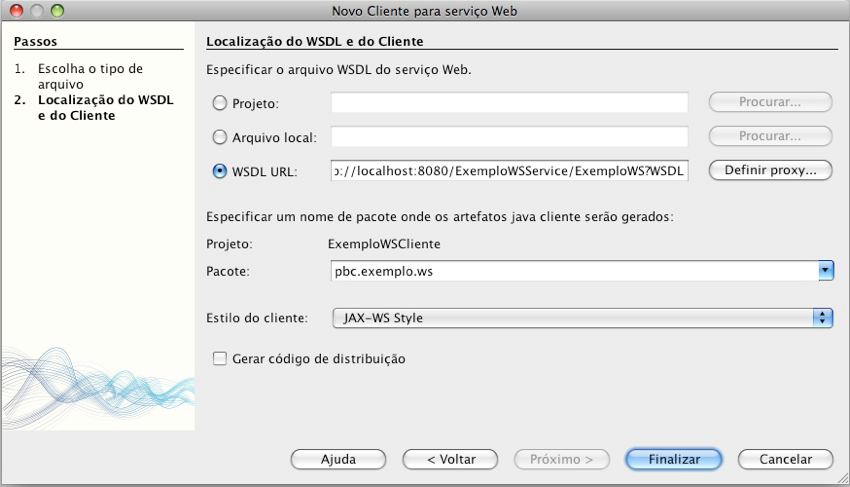 Novo Cliente para serviço Web
Passos
1. Escolha o tipo de
arquivo
2. Localização do WSDL
e do Cliente
Localização do WSDL e do Cliente
Especificar o arquivo WSDL do serviço Web.
Projeto:
Procurar...
Arquivo local:
Procurar...
WSDL URL: ://localhost:8080/ExemploWSService/ExemploWS?WSDL Definir proxy...
Especificar um nome de pacote onde os artefatos java cliente serão gerados:
Projeto: ExemploWSCliente
Pacote: pbc.exemplo.ws
Estilo do cliente: JAX-WS Style
Gerar código de distribuição
Ajuda < Voltar Próximo > Finalizar Cancelar